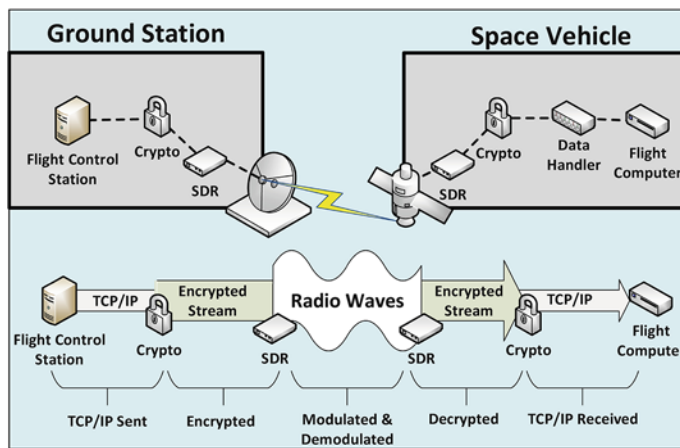 Ground Station
Space Vehicle
Flight Control
Station
Crypto
SDR
SDR
Crypto
Data
Handler
Flight
Computer
TCP/IP
Encrypted
Stream
Radio Waves
Encrypted
Stream
TCP/IP
Flight Control
Station
Crypto
SDR
SDR
Crypto
Flight
Computer
TCP/IP Sent
Encrypted
Modulated &
Demodulated
Decrypted
TCP/IP Received